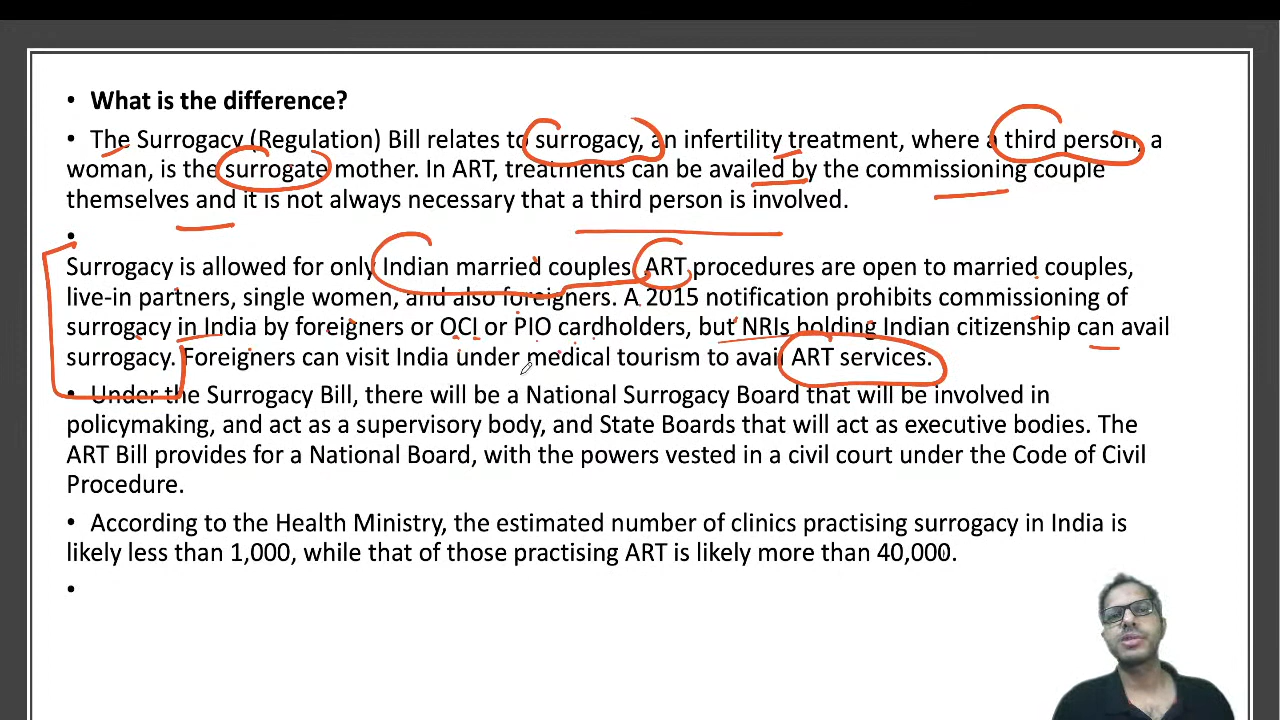 • What is the difference?
• The Surrogacy (Regulation) Bill relates to surrogacy, an infertility treatment, where a third person, a
woman, is the surrogate mother. In ART, treatments can be availed by the commissioning couple
themselves and it is not always necessary that a third person is involved.
•
Surrogacy is allowed for only Indian married couples. ART procedures are open to married couples,
live-in partners, single women, and also foreigners. A 2015 notification prohibits commissioning of
surrogacy in India by foreigners or OCI or PIO cardholders, but NRIs holding Indian citizenship can avail
surrogacy. Foreigners can visit India under medical tourism to avail ART services.
• Under the Surrogacy Bill, there will be a National Surrogacy Board that will be involved in
policymaking, and act as a supervisory body, and State Boards that will act as executive bodies. The
ART Bill provides for a National Board, with the powers vested in a civil court under the Code of Civil
Procedure.
• According to the Health Ministry, the estimated number of clinics practising surrogacy in India is
likely less than 1,000, while that of those practising ART is likely more than 40,000.
•